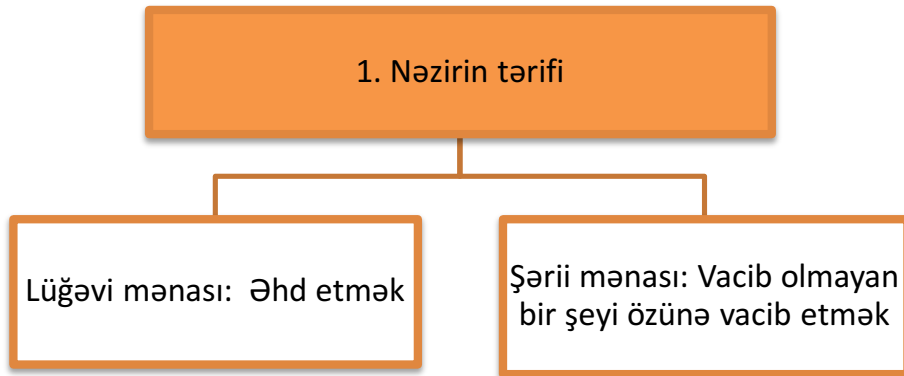 1. Nəzirin tərifi
Lüğəvi mənası:  Əhd etmək
Şərii mənası: Vacib olmayan
bir şeyi özünə vacib etmək